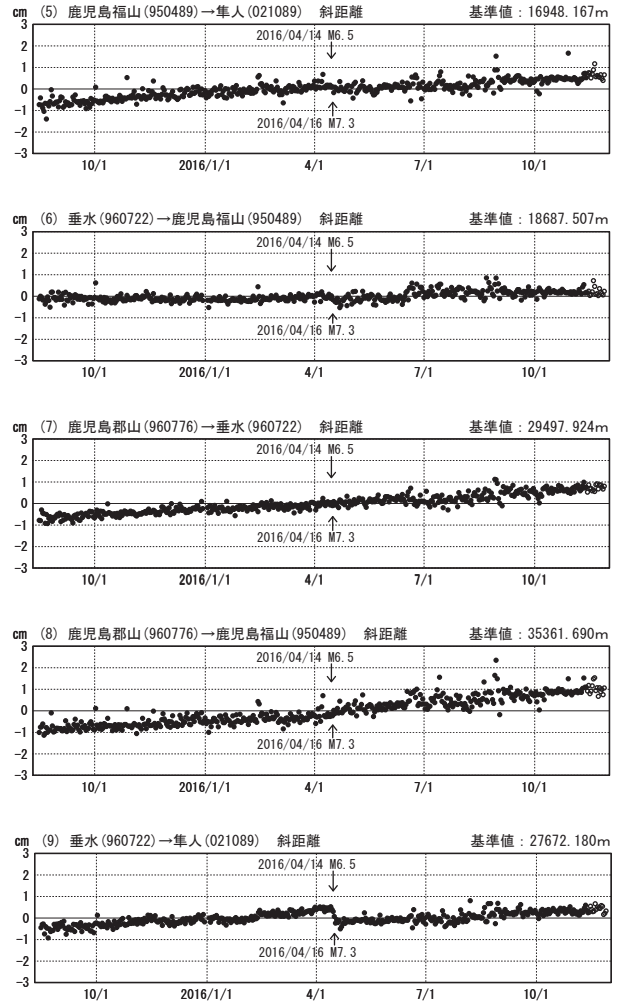 (5) 鹿児島福山(950489)→隼人(021089) 斜距離 基準値：16948.167m
cm
3
2
1
0
-1
-2
-3
2016/04/14 M6.5
2016/04/16 M7.3
10/1 2016/1/1 4/1 7/1 10/1
(6) 垂水(960722)→鹿児島福山(950489) 斜距離 基準値：18687.507m
cm
3
2
1
0
-1
-2
-3
2016/04/14 M6.5
2016/04/16 M7.3
10/1 2016/1/1 4/1 7/1 10/1
(7) 鹿児島郡山(960776)→垂水(960722) 斜距離 基準値：29497.924m
cm
3
2
1
0
-1
-2
-3
2016/04/14 M6.5
2016/04/16 M7.3
10/1 2016/1/1 4/1 7/1 10/1
(8) 鹿児島郡山(960776)→鹿児島福山(950489) 斜距離 基準値：35361.690m
cm
3
2
1
0
-1
-2
-3
2016/04/14 M6.5
2016/04/16 M7.3
10/1 2016/1/1 4/1 7/1 10/1
(9) 垂水(960722)→隼人(021089) 斜距離 基準値：27672.180m
cm
3
2
1
0
-1
-2
-3
2016/04/14 M6.5
2016/04/16 M7.3
10/1 2016/1/1 4/1 7/1 10/1